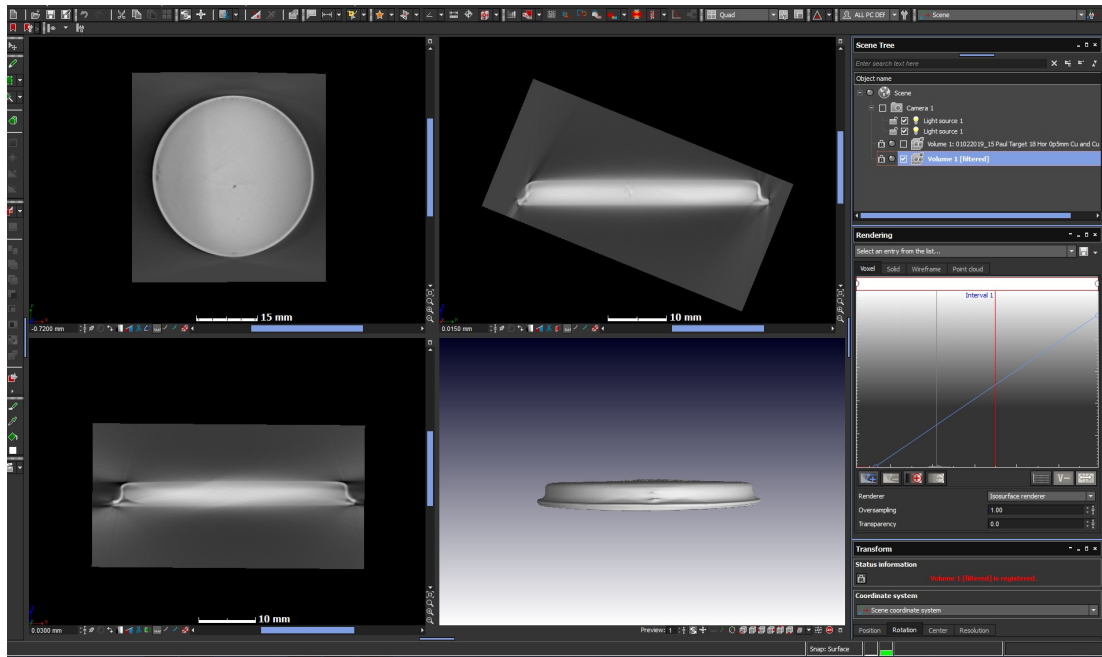 Quad
ALL PC DEF
Scene
Scene Tree
Enter search text here
Object name
Scene
Camera 1
Light source 1
Light source 1
Volume 1: 01022019_15 Paul Target 18 Hor 0p5mm Cu and Cu
Volume 1 [filtered]
15 mm
-0.7200 mm
10 mm
0.0150 mm
Rendering
Select an entry from the list...
Voxel Solid Wireframe Point cloud
Interval 1
V-
Renderer Isosurface renderer
Oversampling 1.00
Transparency 0.0
10 mm
0.0300 mm
Preview: 1
Transform
Status information
Volume 1 [filtered] is registered.
Coordinate system
Scene coordinate system
Position Rotation Center Resolution
Snap: Surface